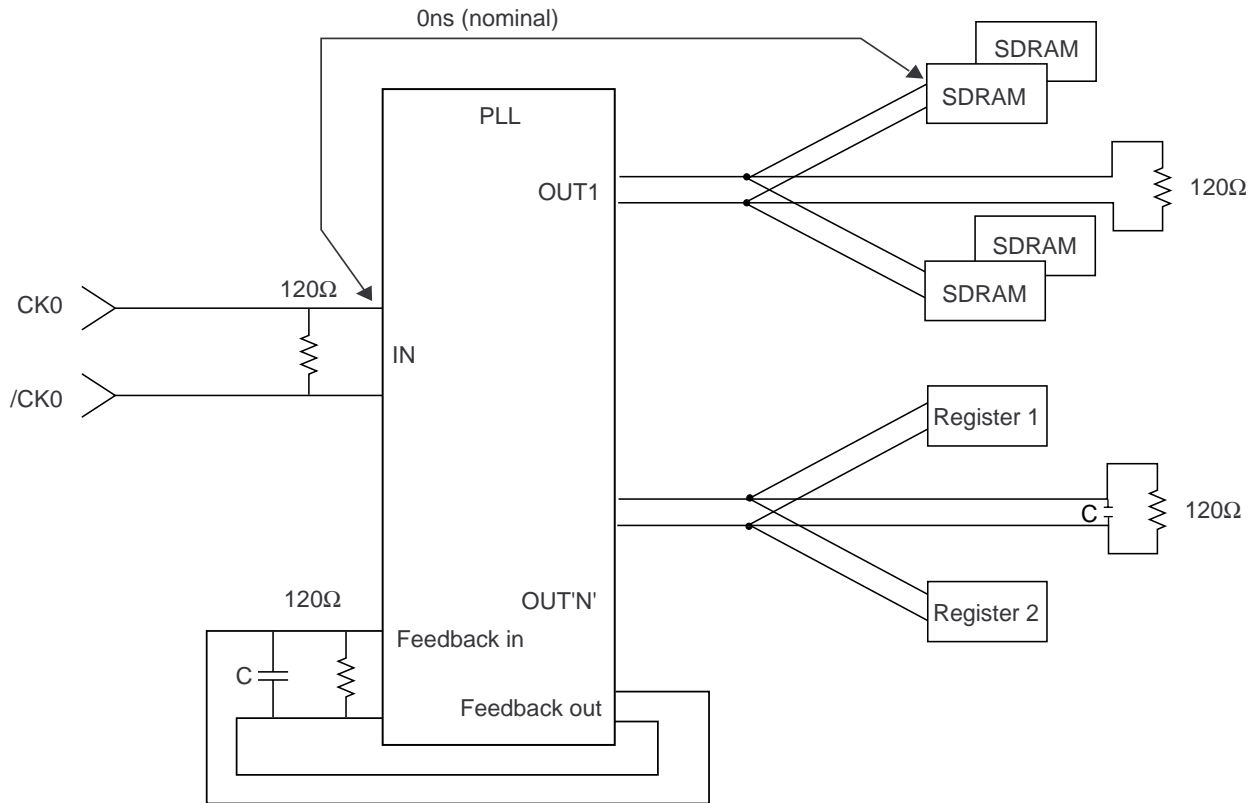 0ns (nominal)
SDRAM
SDRAM
PLL
OUT1
120Ω
SDRAM
SDRAM
120Ω
CK0
IN
/CK0
Register 1
C
120Ω
120Ω
OUT'N'
Register 2
Feedback in
C
Feedback out